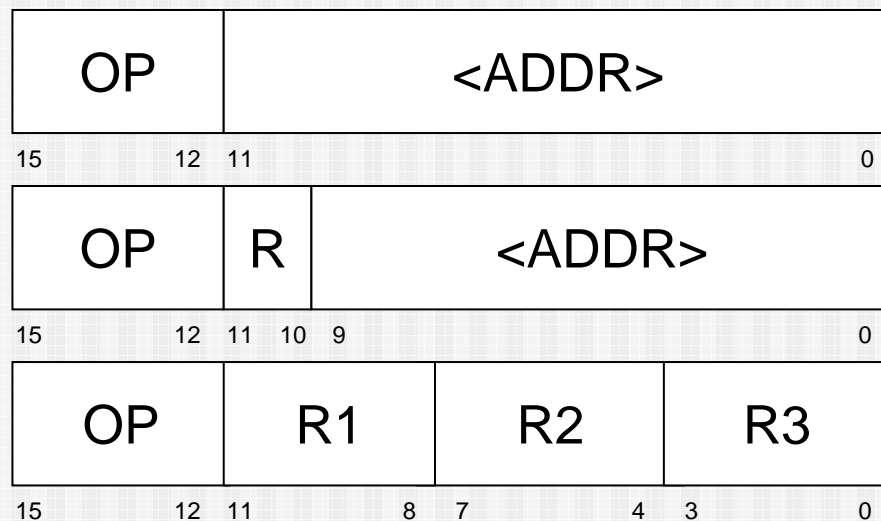 OP <ADDR>
15 12 11 0
OP R <ADDR>
15 12 11 10 9 0
OP R1 R2 R3
15 12 11 8 7 4 3 0